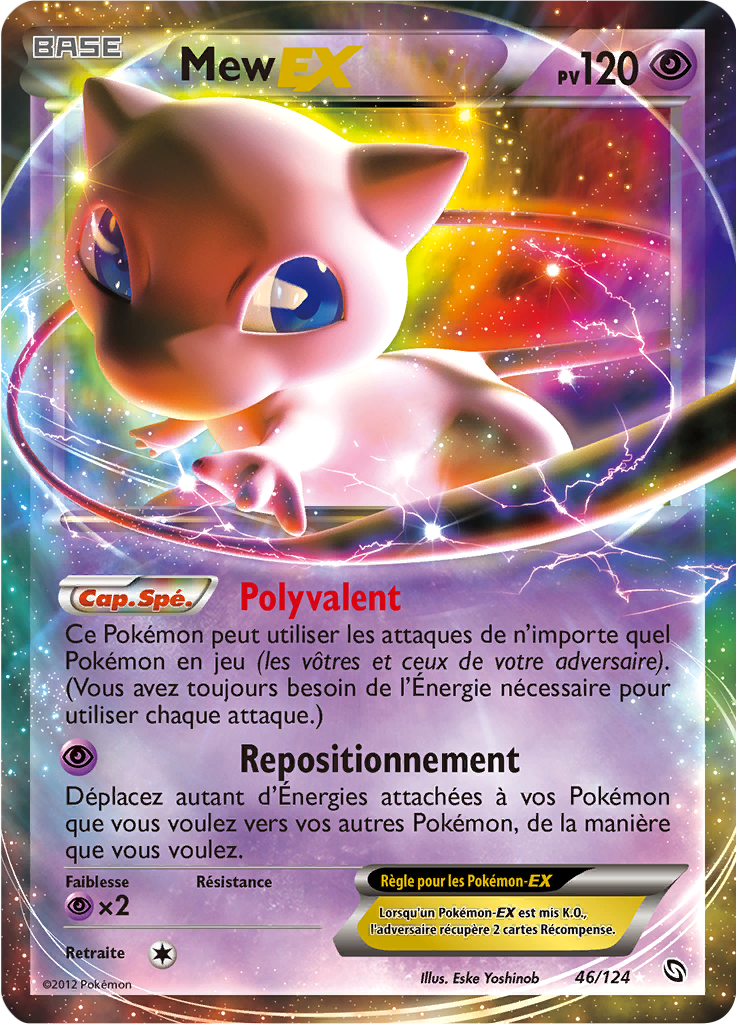 BASE
Mew EX
PV120
Cap.Spé. Polyvalent
Ce Pokémon peut utiliser les attaques de n'importe quel
Pokémon en jeu (les vôtres et ceux de votre adversaire).
(Vous avez toujours besoin de l'Énergie nécessaire pour
utiliser chaque attaque.)
Repositionnement
Déplacez autant d'Énergies attachées à vos Pokémon
que vous voulez vers vos autres Pokémon, de la manière
que vous voulez.
Faiblesse Résistance
×2
Règle pour les Pokémon-EX
Lorsqu'un Pokémon-EX est mis K.O.,
l'adversaire récupère 2 cartes Récompense.
Retraite
©2012 Pokémon
Illus. Eske Yoshinob
46/124